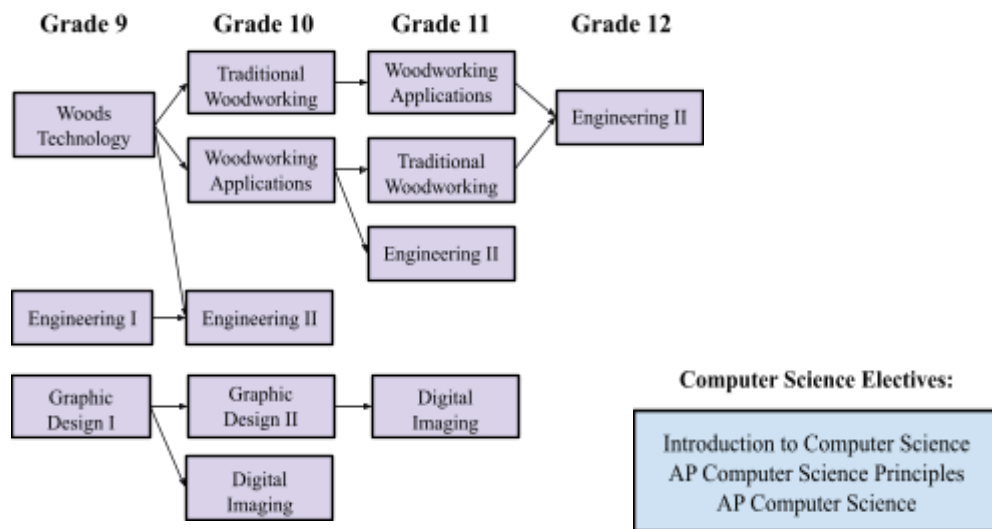 Grade 9
Grade 10
Grade 11
Grade 12
Traditional
Woodworking
Woodworking
Applications
Woods
Technology
Engineering II
Woodworking
Applications
Traditional
Woodworking
Engineering II
Engineering I
Engineering II
Graphic
Design I
Graphic
Design II
Digital
Imaging
Digital
Imaging
Computer Science Electives:
Introduction to Computer Science
AP Computer Science Principles
AP Computer Science